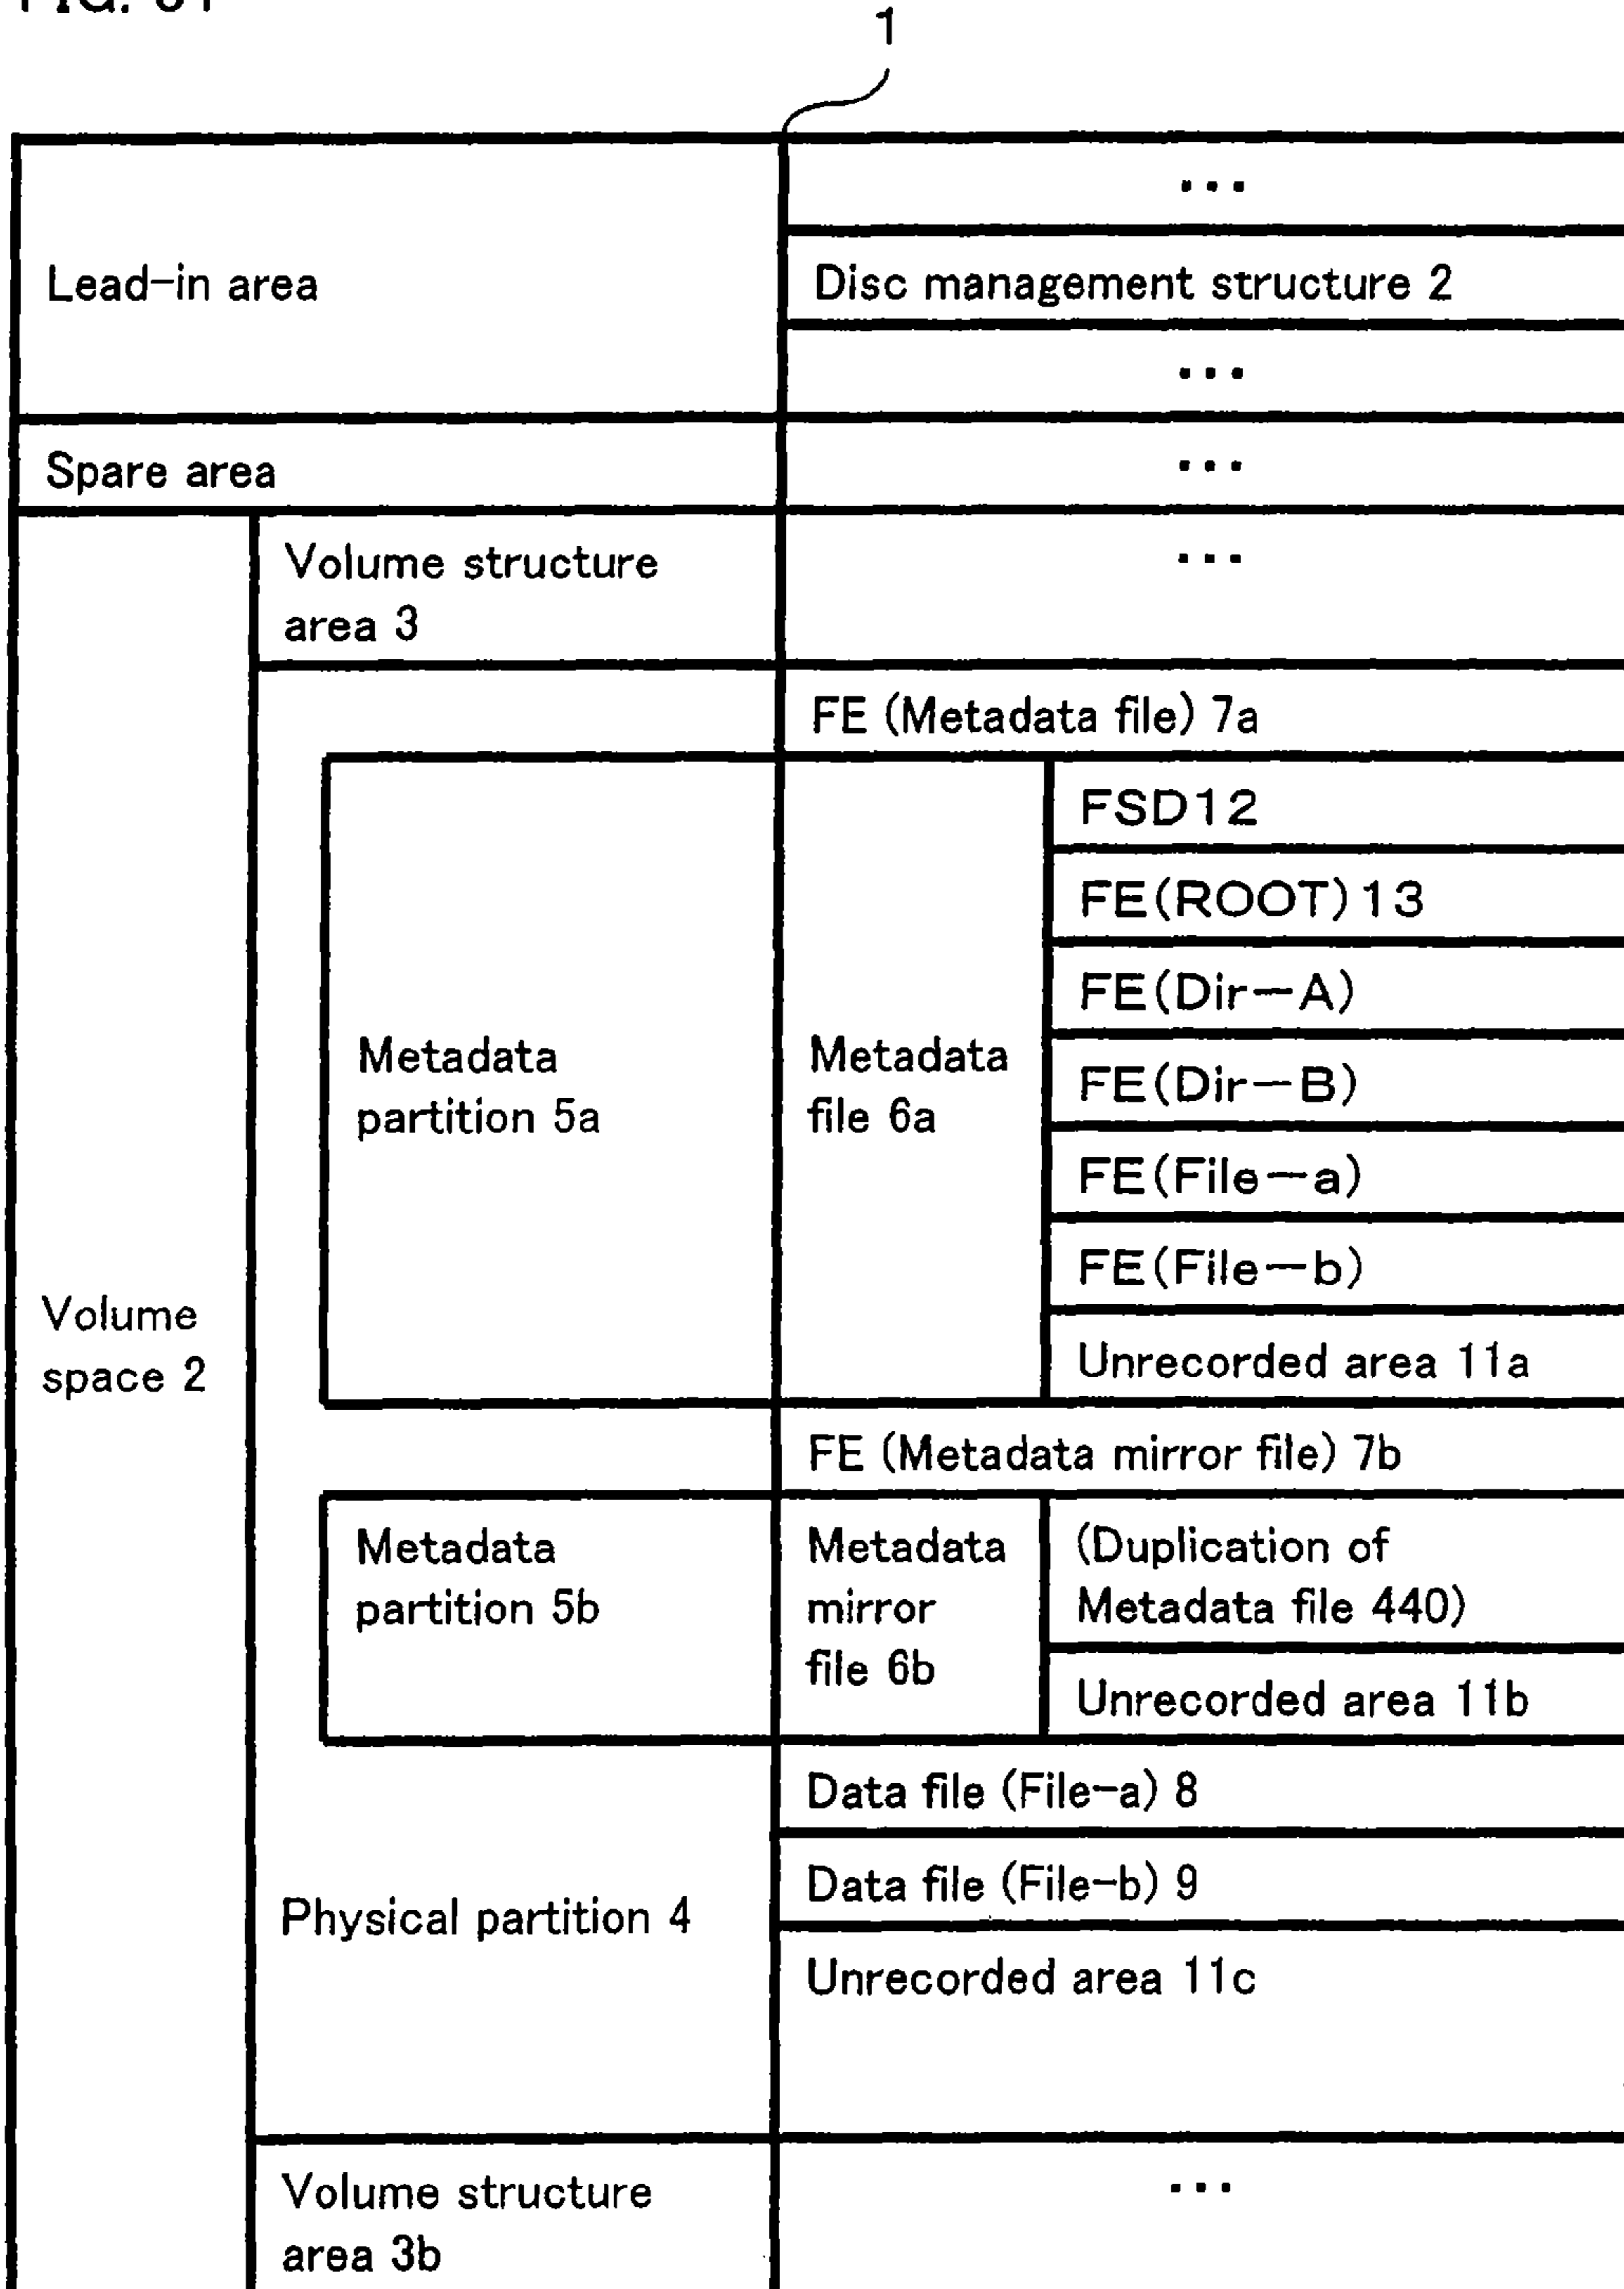 1
...
Lead-in area
Disc management structure 2
...
Spare area
...
Volume structure
area 3
...
FE (Metadata file) 7a
Metadata
partition 5a
Metadata
file 6a
FSD12
FE(ROOT)13
FE(Dir-A)
FE(Dir-B)
FE(File-a)
FE(File-b)
Unrecorded area 11a
Volume
space 2
FE (Metadata mirror file) 7b
Metadata
partition 5b
Metadata
mirror
file 6b
(Duplication of
Metadata file 440)
Unrecorded area 11b
Data file (File-a) 8
Data file (File-b) 9
Physical partition 4
Unrecorded area 11c
Volume structure
area 3b
...